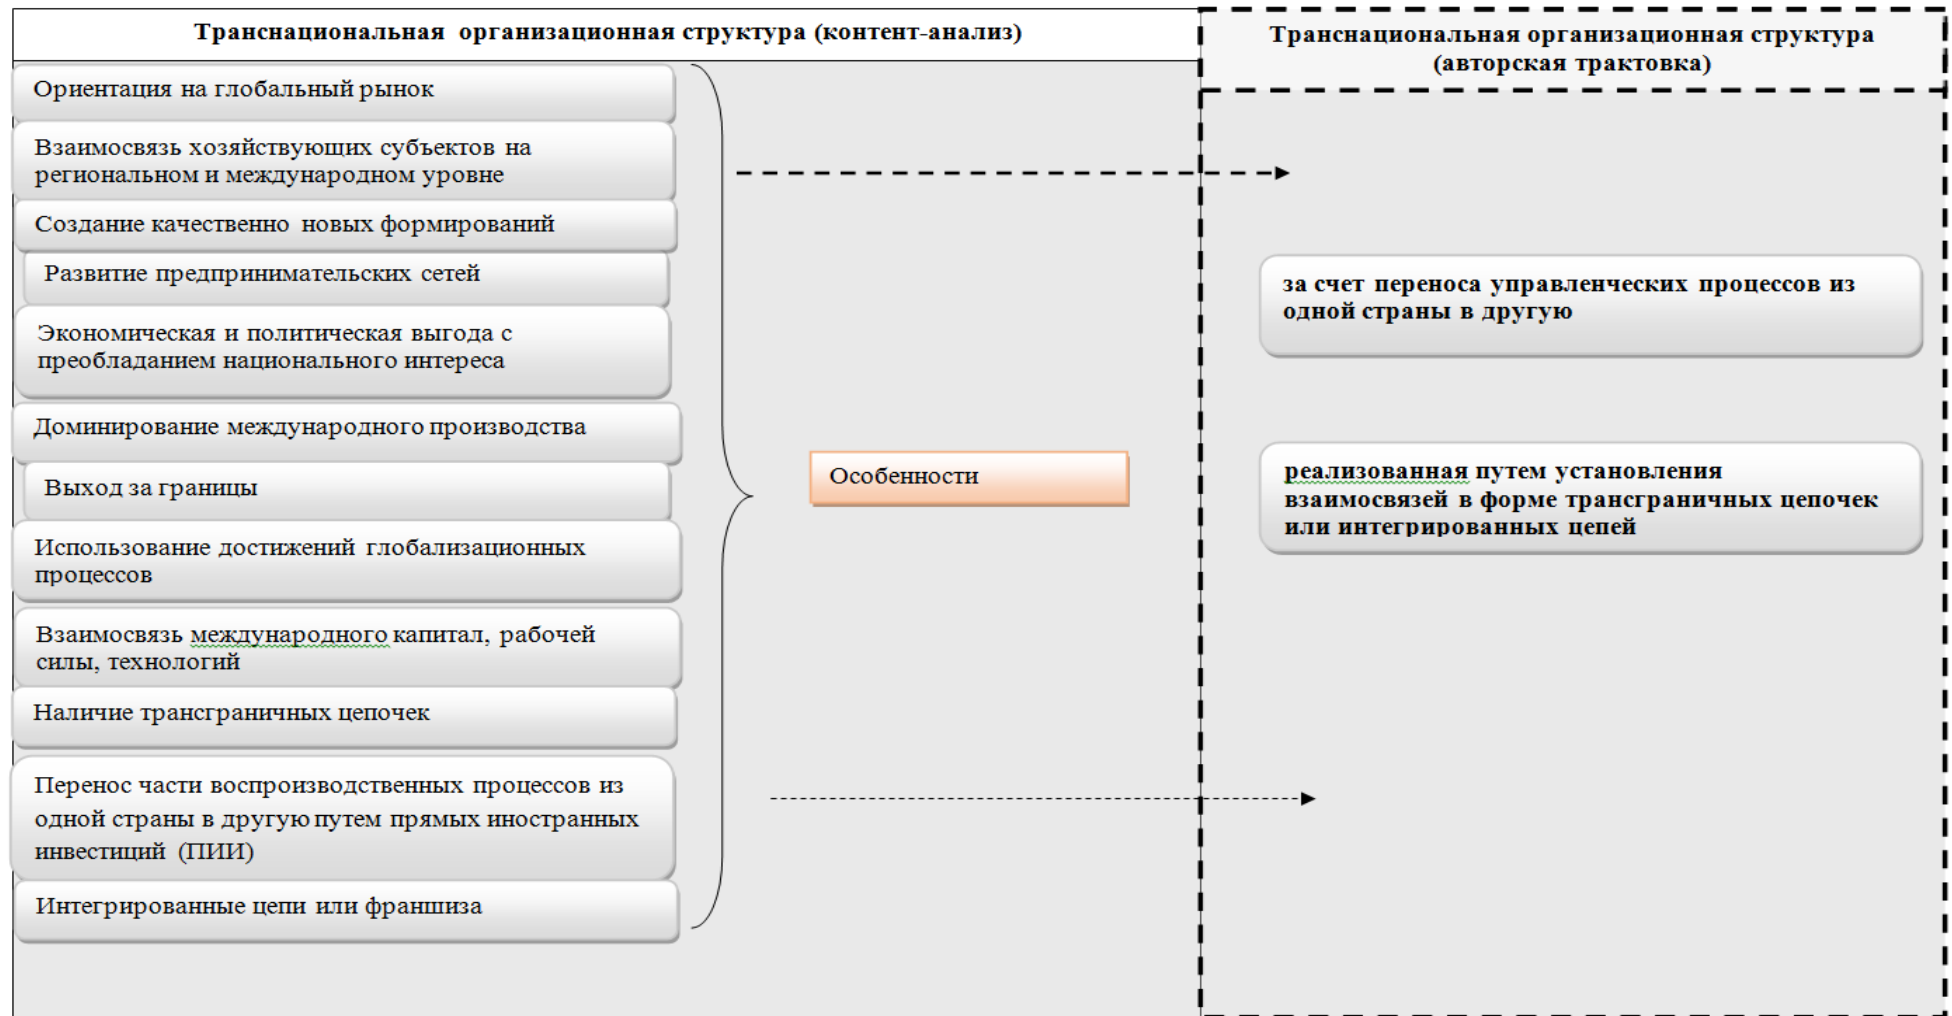 Транснациональная организационная структура (контент-анализ)
Ориентация на глобальный рынок
Взаимосвязь хозяйствующих субъектов на
региональном и международном уровне
Создание качественно новых формирований
Развитие предпринимательских сетей
Экономическая и политическая выгода с
преобладанием национального интереса
Доминирование международного производства
Выход за границы
Использование достижений глобализационных
процессов
Взаимосвязь международного капитал, рабочей
силы, технологий
Наличие трансграничных цепочек
Перенос части воспроизводственных процессов из
одной страны в другую путем прямых иностранных
инвестиций (ПИИ)
Интегрированные цепи или франшиза
Особенности
Транснациональная организационная структура
(авторская трактовка)
за счет переноса управленческих процессов из
одной страны в другую
реализованная путем установления
взаимосвязей в форме трансграничных цепочек
или интегрированных цепей